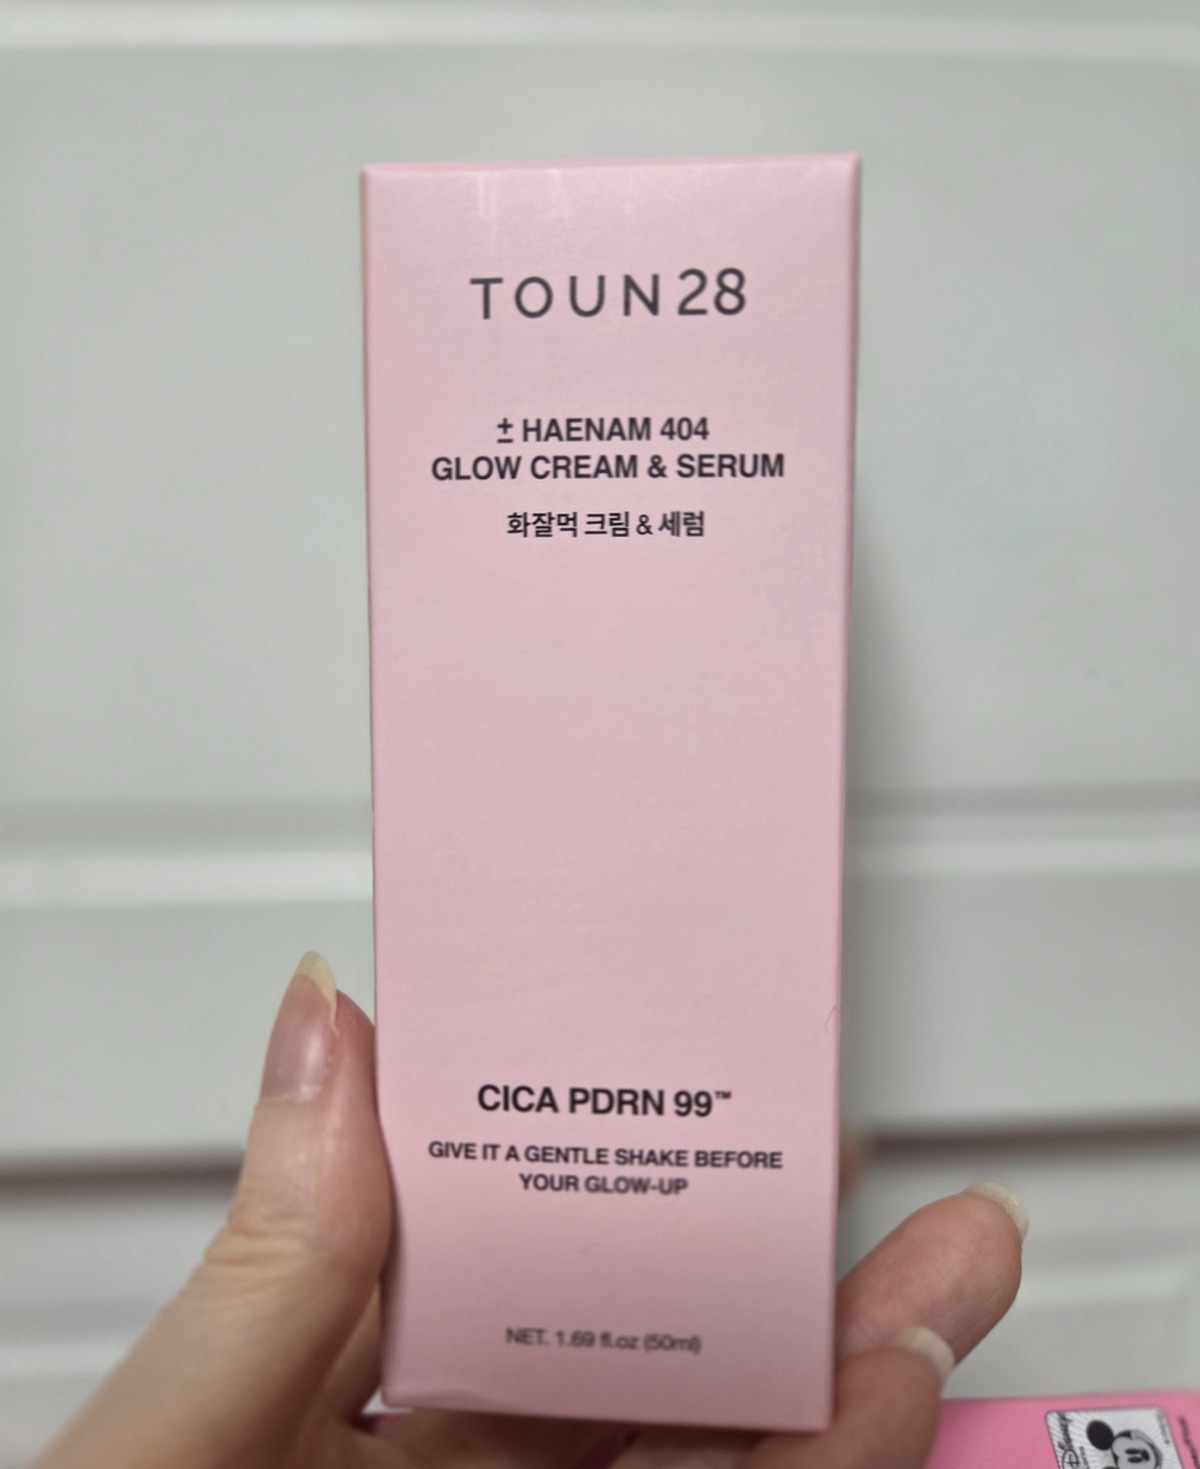 TOUN28
± HAENAM 404
GLOW CREAM & SERUM
화잘먹 크림 & 세럼
CICA PDRN 99™
GIVE IT A GENTLE SHAKE BEFORE
YOUR GLOW-UP
NET. 1.69 fl.oz (50ml)
Disney